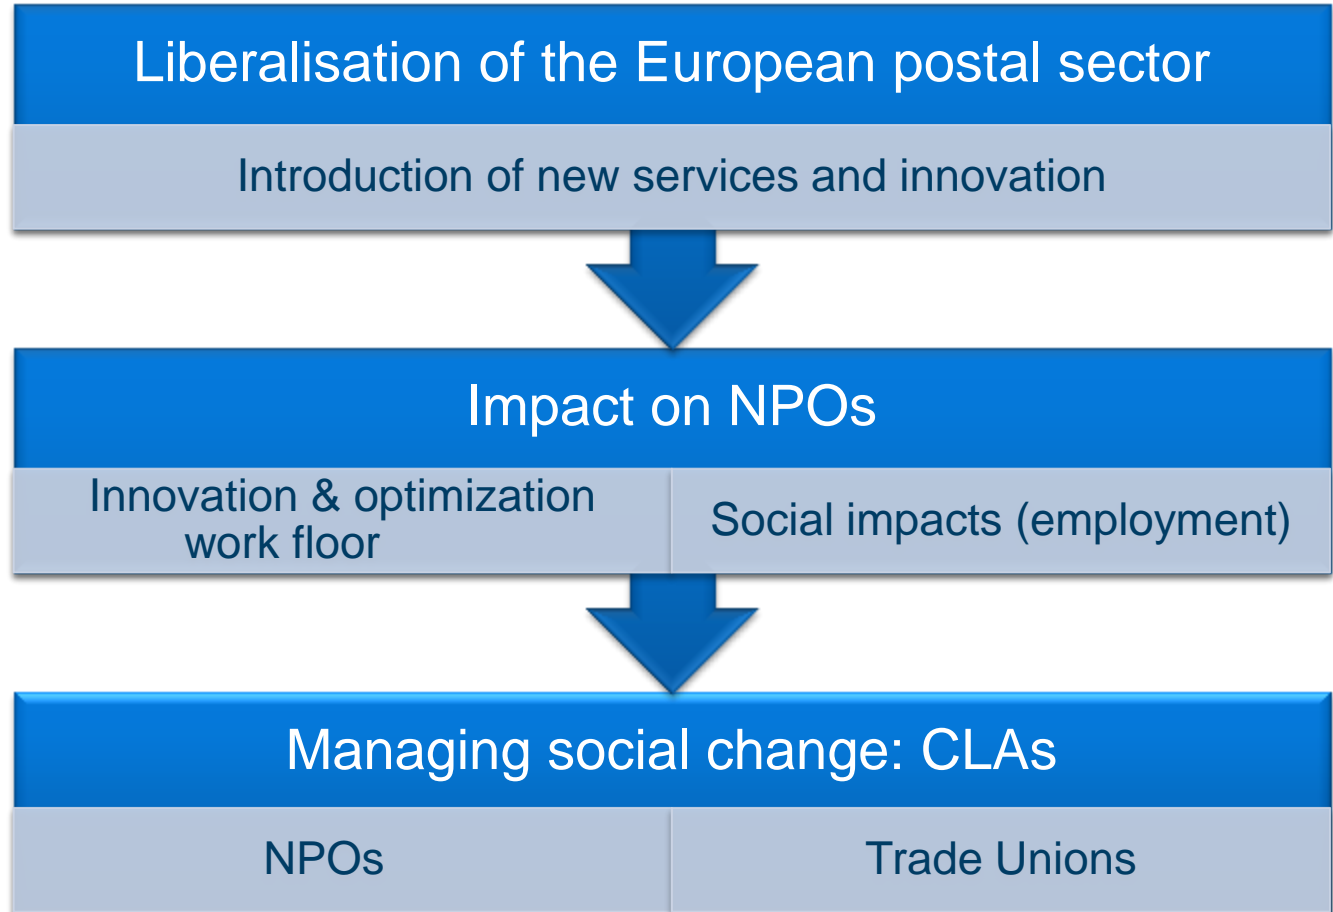 Liberalisation of the European postal sector
Introduction of new services and innovation
Impact on NPOs
Innovation & optimization
work floor
Social impacts (employment)
Managing social change: CLAs
NPOs
Trade Unions